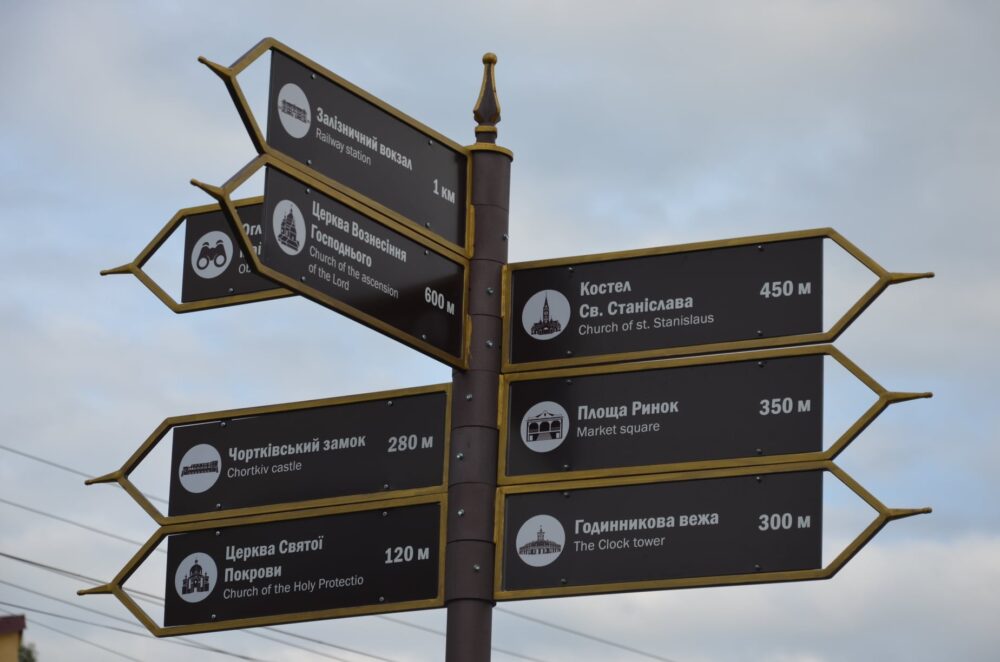 Залізничний вокзал
Railway station
1 км
Церква Вознесіння
Господнього
Church of the ascension
of the Lord
600 м
Костел
Св. Станіслава
Church of st. Stanislaus
450 м
Площа Ринок
Market square
350 м
Годинникова вежа
The Clock tower
300 м
Чортківський замок
Chortkiv castle
280 м
Церква Святої
Покрови
Church of the Holy Protectio
120 м